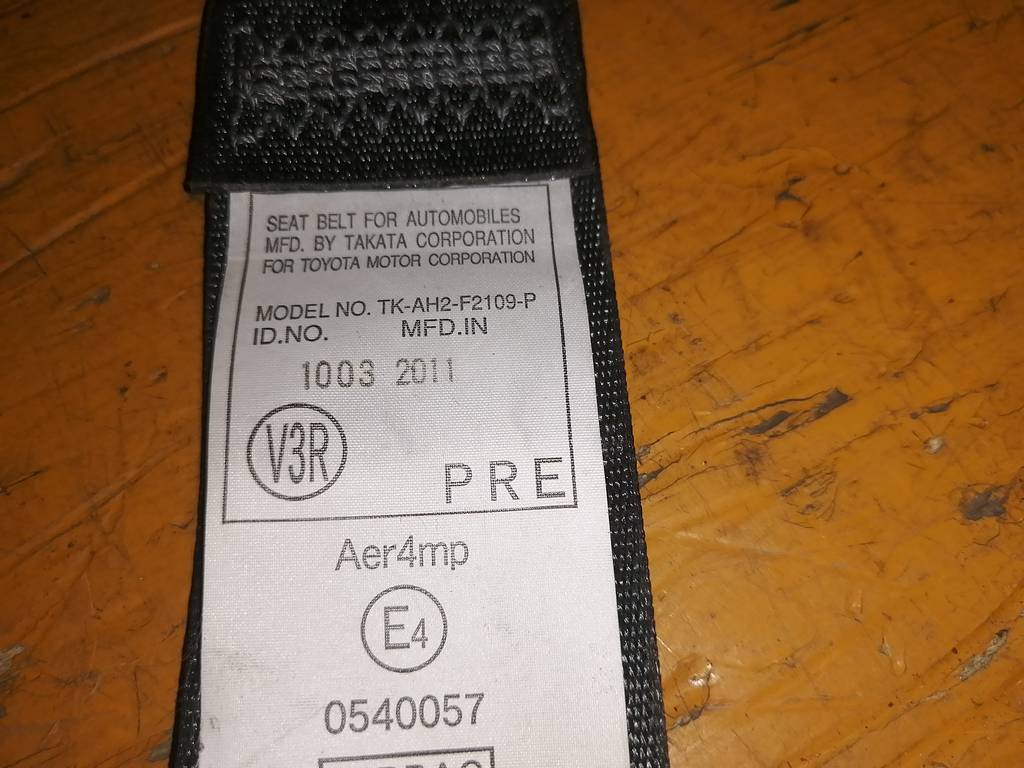 SEAT BELT FOR AUTOMOBILES
MFD. BY TAKATA CORPORATION
FOR TOYOTA MOTOR CORPORATION
MODEL NO. TK-AH2-F2109-P
ID.NO. MFD.IN
1003 2011
V3R
PRE
Aer4mp
E4
0540057